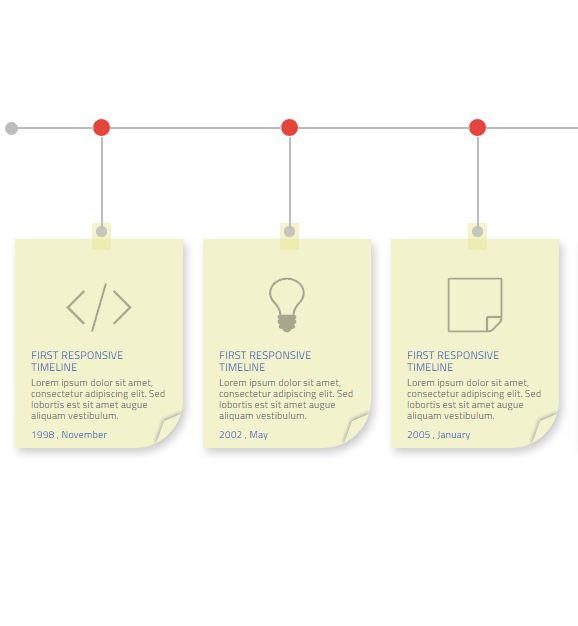 FIRST RESPONSIVE
TIMELINE
Lorem ipsum dolor sit amet,
consectetur adipiscing elit. Sed
lobortis est sit amet augue
aliquam vestibulum.
1998 , November
FIRST RESPONSIVE
TIMELINE
Lorem ipsum dolor sit amet,
consectetur adipiscing elit. Sed
lobortis est sit amet augue
aliquam vestibulum.
2002 , May
FIRST RESPONSIVE
TIMELINE
Lorem ipsum dolor sit amet,
consectetur adipiscing elit. Sed
lobortis est sit amet augue
aliquam vestibulum.
2005 , January